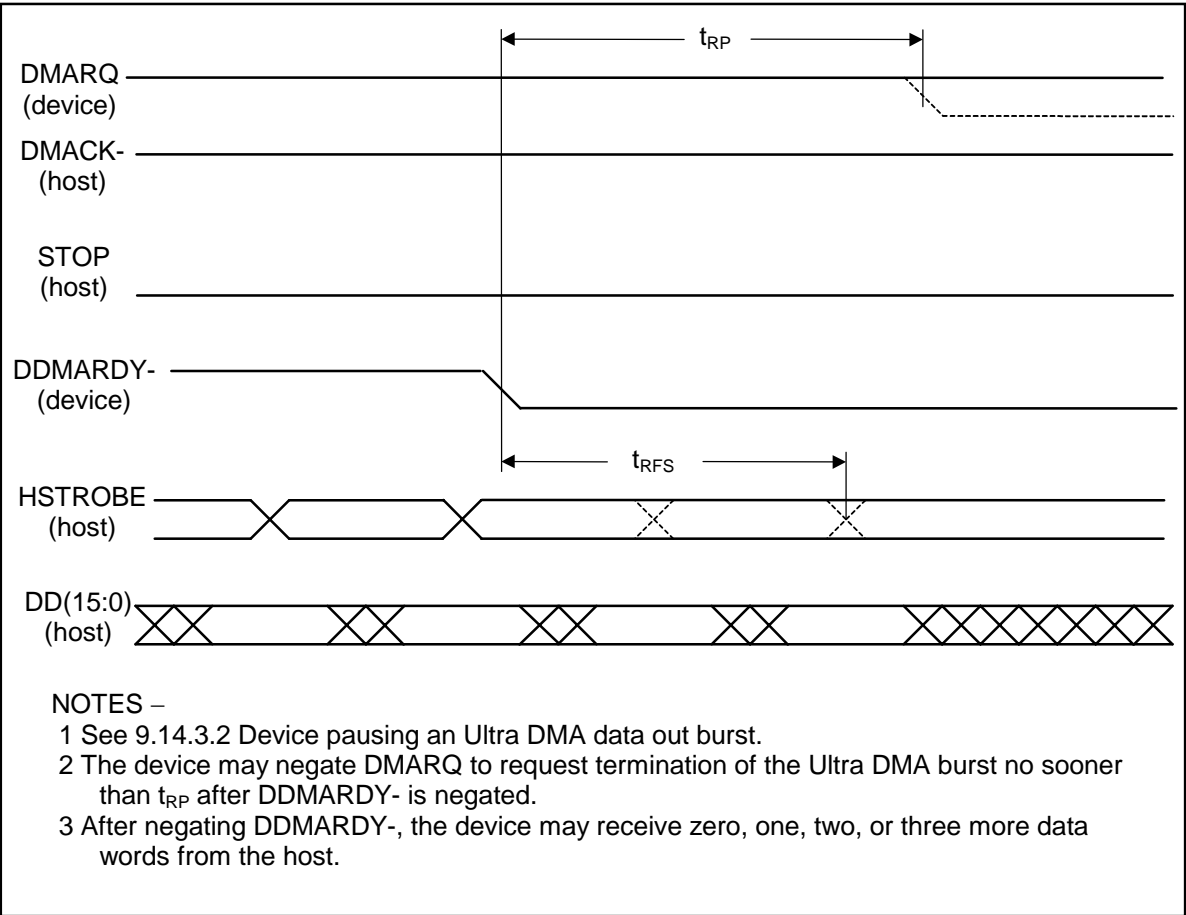 tRP
DMARQ
(device)
DMACK-
(host)
STOP
(host)
DDMARDY-
(device)
tRFS
HSTROBE
(host)
DD(15:0)
(host)
NOTES –
1 See 9.14.3.2 Device pausing an Ultra DMA data out burst.
2 The device may negate DMARQ to request termination of the Ultra DMA burst no sooner
than tRP after DDMARDY- is negated.
3 After negating DDMARDY-, the device may receive zero, one, two, or three more data
words from the host.